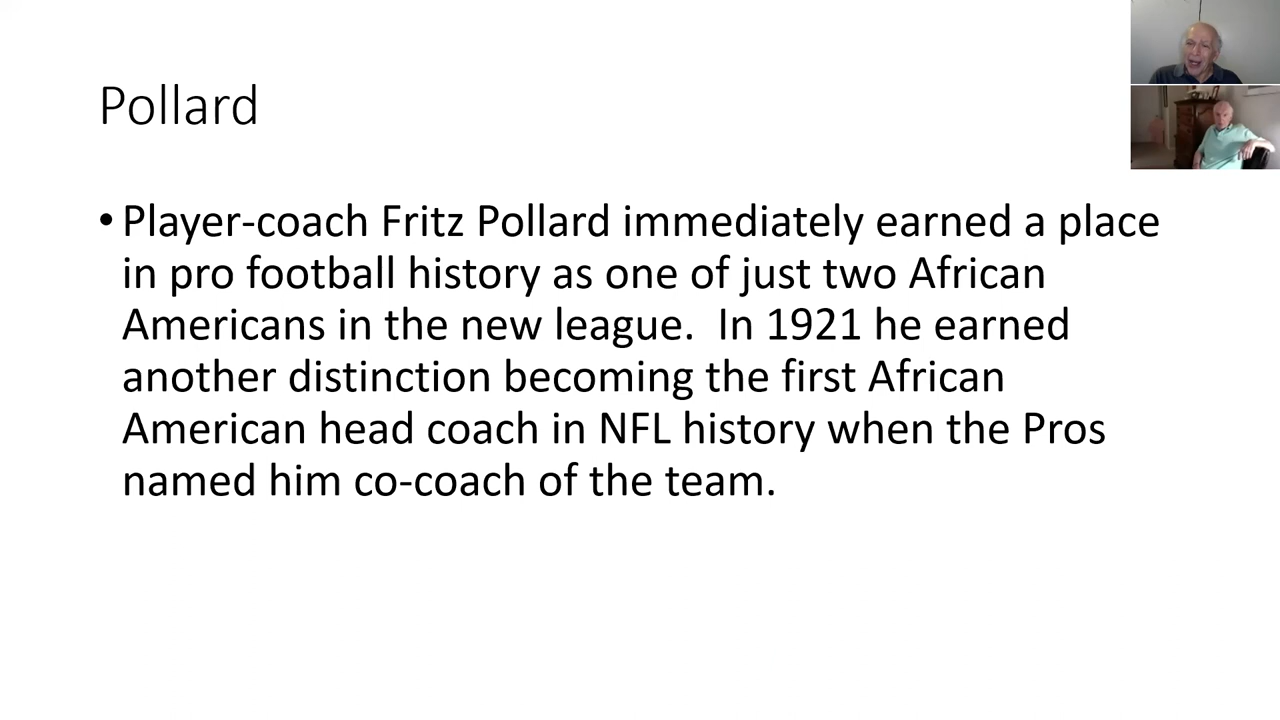 Pollard
• Player-coach Fritz Pollard immediately earned a place
in pro football history as one of just two African
Americans in the new league.  In 1921 he earned
another distinction becoming the first African
American head coach in NFL history when the Pros
named him co-coach of the team.